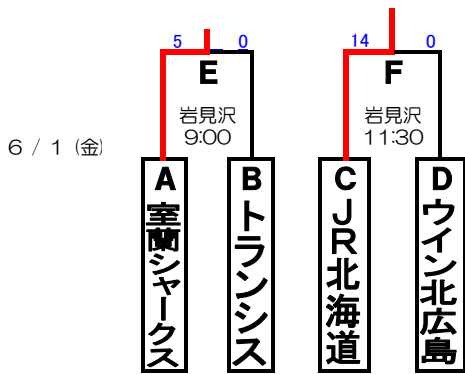 5 0 14 0
E F
岩見沢 岩見沢
9:00 11:30
6 / 1 (金)
A B C D
室蘭シャークス
トランシス
JR北海道
ウイン北広島